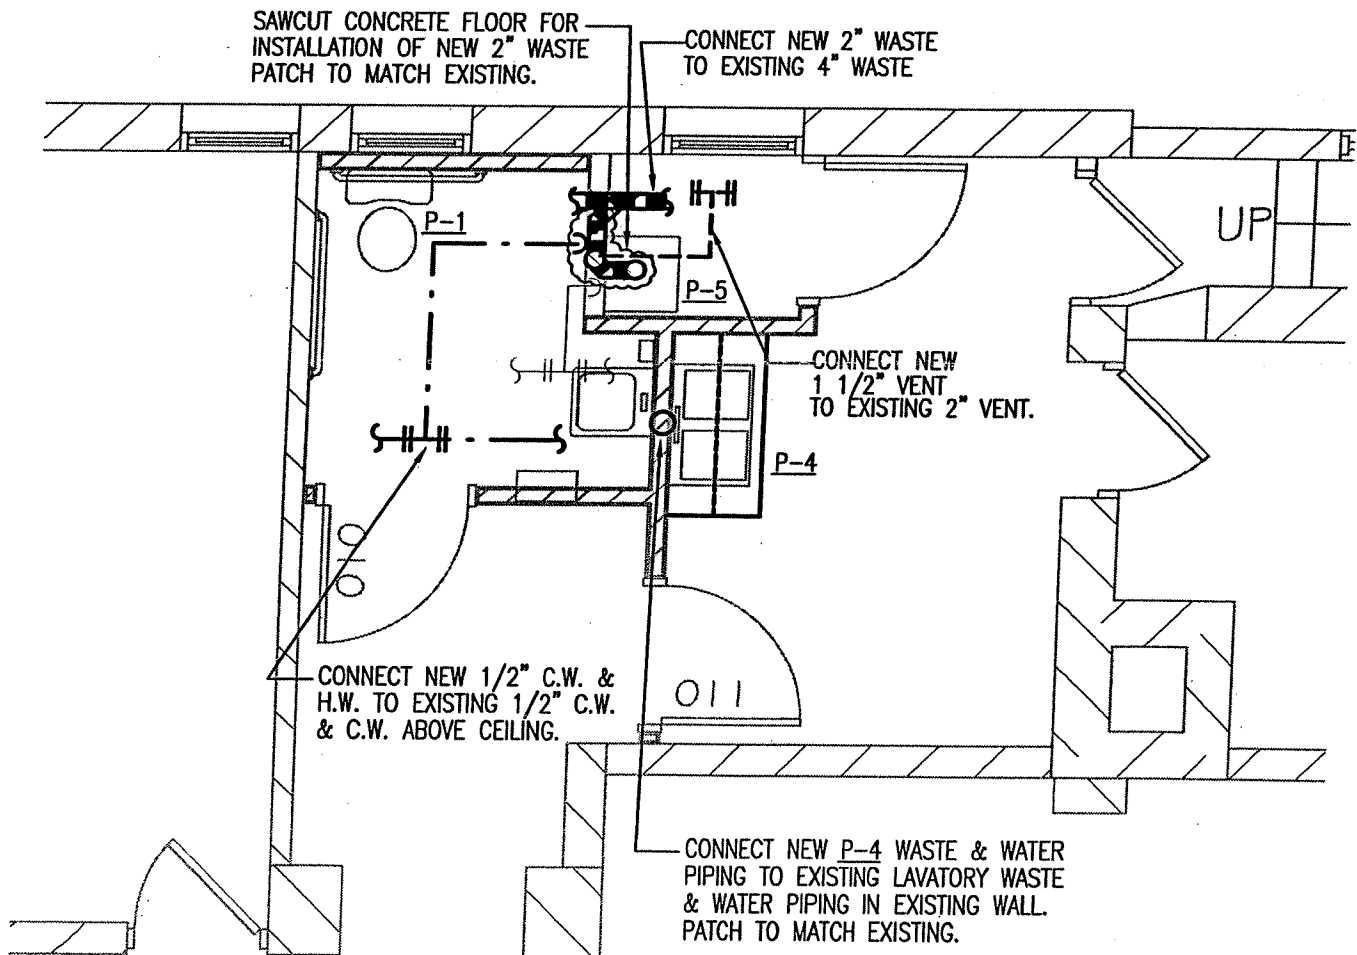 SAWCUT CONCRETE FLOOR FOR
INSTALLATION OF NEW 2" WASTE
PATCH TO MATCH EXISTING.
CONNECT NEW 2" WASTE
TO EXISTING 4" WASTE
P-1
UP
P-5
CONNECT NEW
1 1/2" VENT
TO EXISTING 2" VENT.
P-4
CONNECT NEW 1/2" C.W. &
H.W. TO EXISTING 1/2" C.W.
& C.W. ABOVE CEILING.
011
CONNECT NEW P-4 WASTE & WATER
PIPING TO EXISTING LAVATORY WASTE
& WATER PIPING IN EXISTING WALL.
PATCH TO MATCH EXISTING.